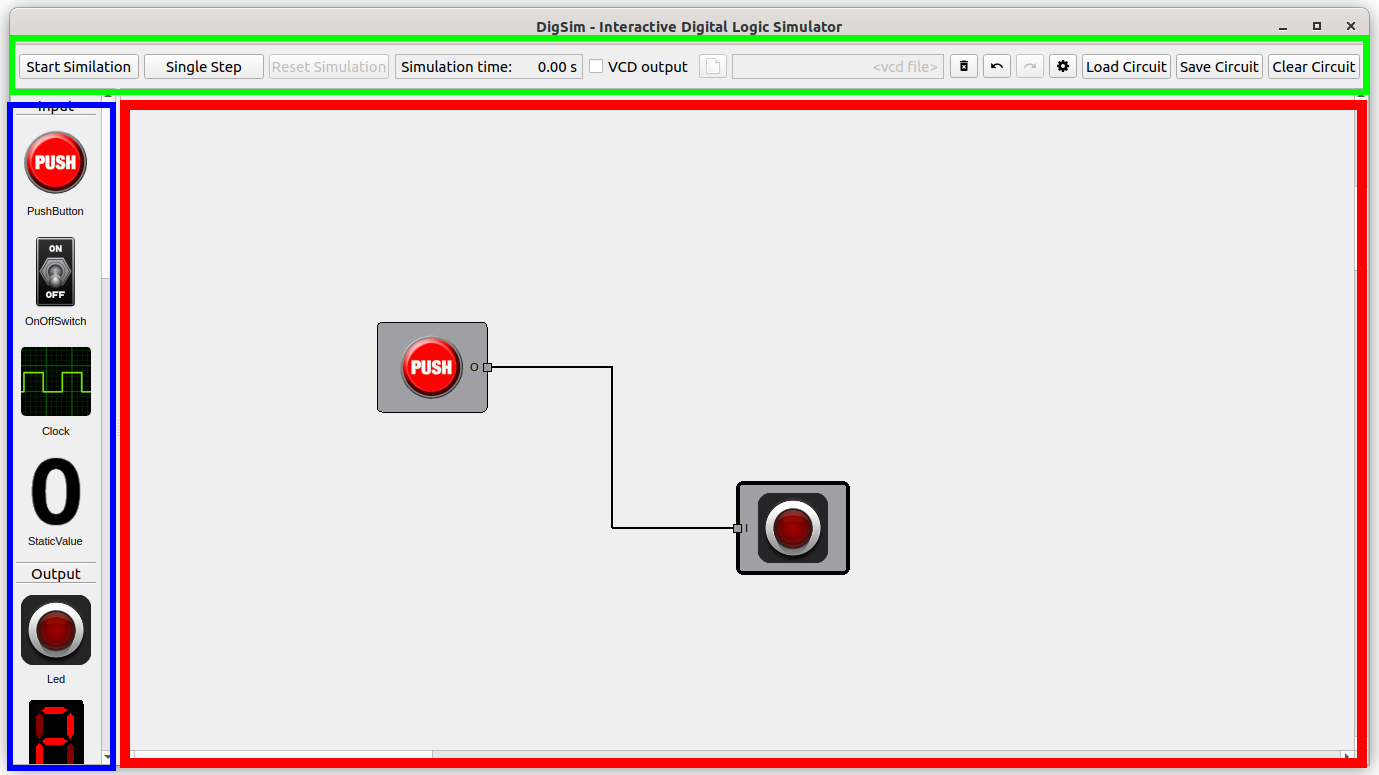 DigSim - Interactive Digital Logic Simulator
Start Similation Single Step Reset Simulation Simulation time: 0.00 s VCD output <vcd file> Load Circuit Save Circuit Clear Circuit
Input
PUSH
PushButton
ON
OFF
OnOffSwitch
Clock
0
StaticValue
Output
Led
PUSH O
I